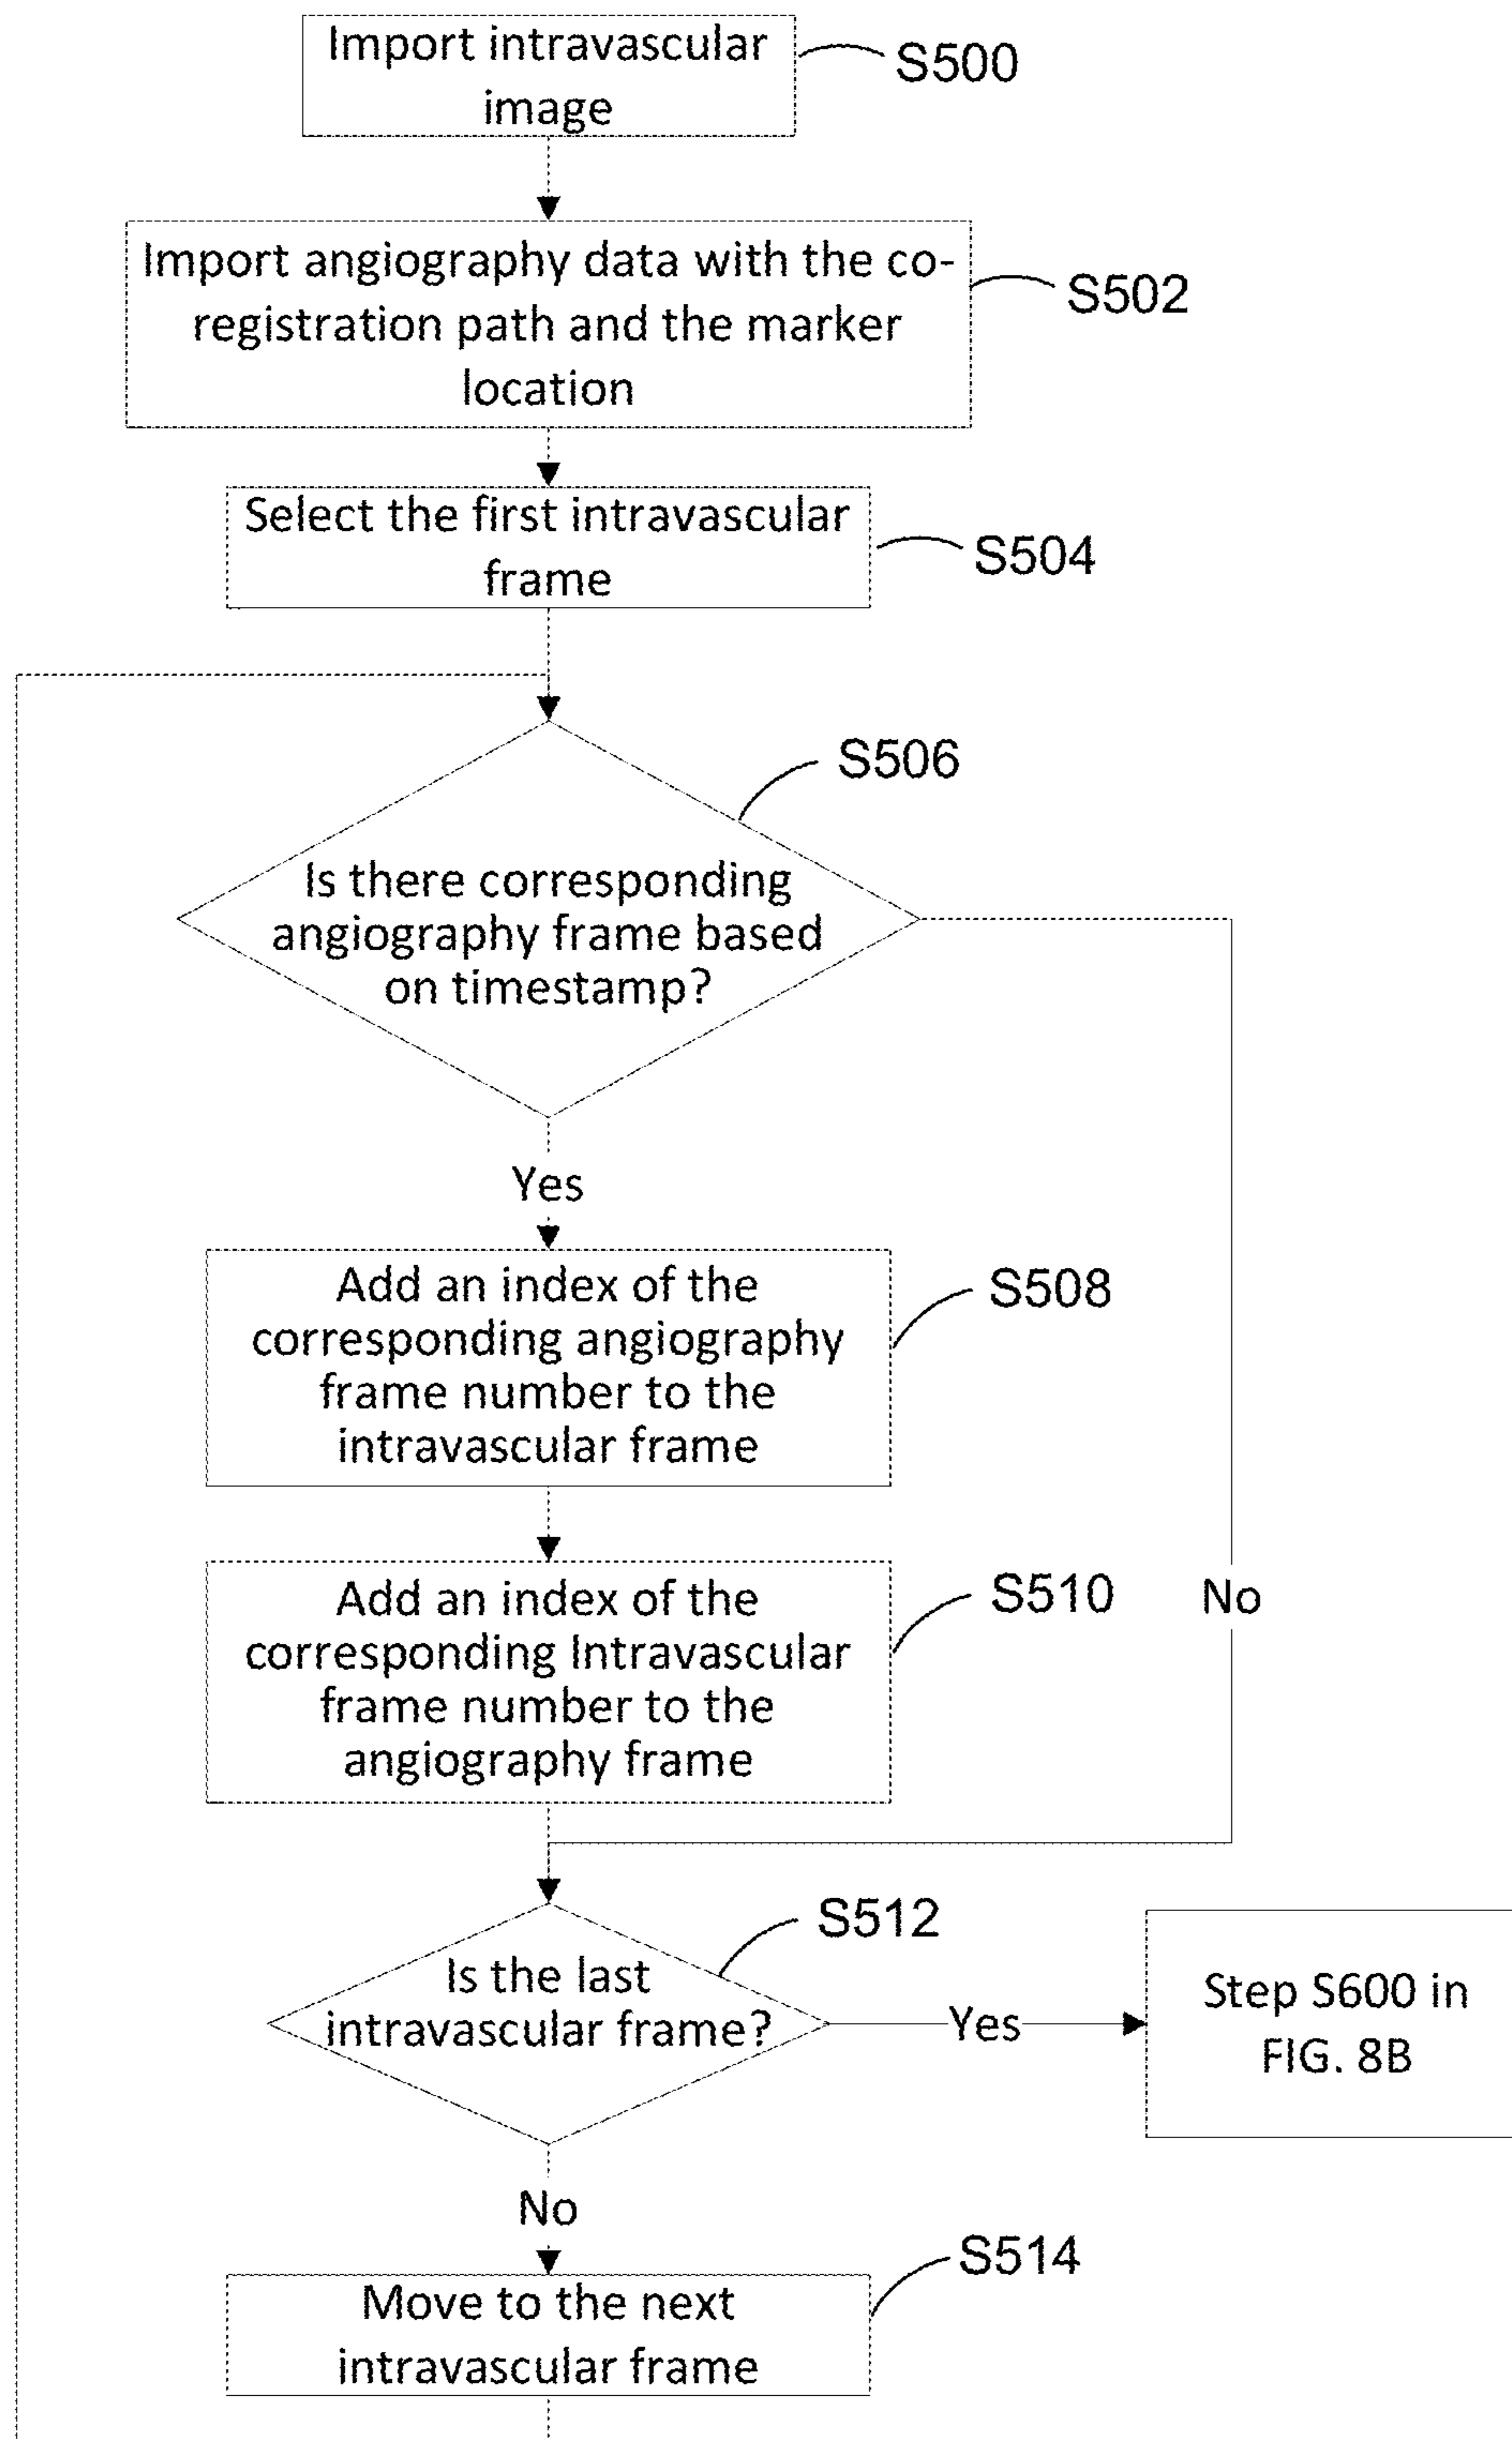 Import intravascular
image
S500
Import angiography data with the co-
registration path and the marker
location
S502
Select the first intravascular
frame
S504
S506
Is there corresponding
angiography frame based
on timestamp?
Yes
Add an index of the
corresponding angiography
frame number to the
intravascular frame
S508
Add an index of the
corresponding Intravascular
frame number to the
angiography frame
S510
No
S512
Is the last
intravascular frame?
Yes
Step S600 in
FIG. 8B
No
S514
Move to the next
intravascular frame